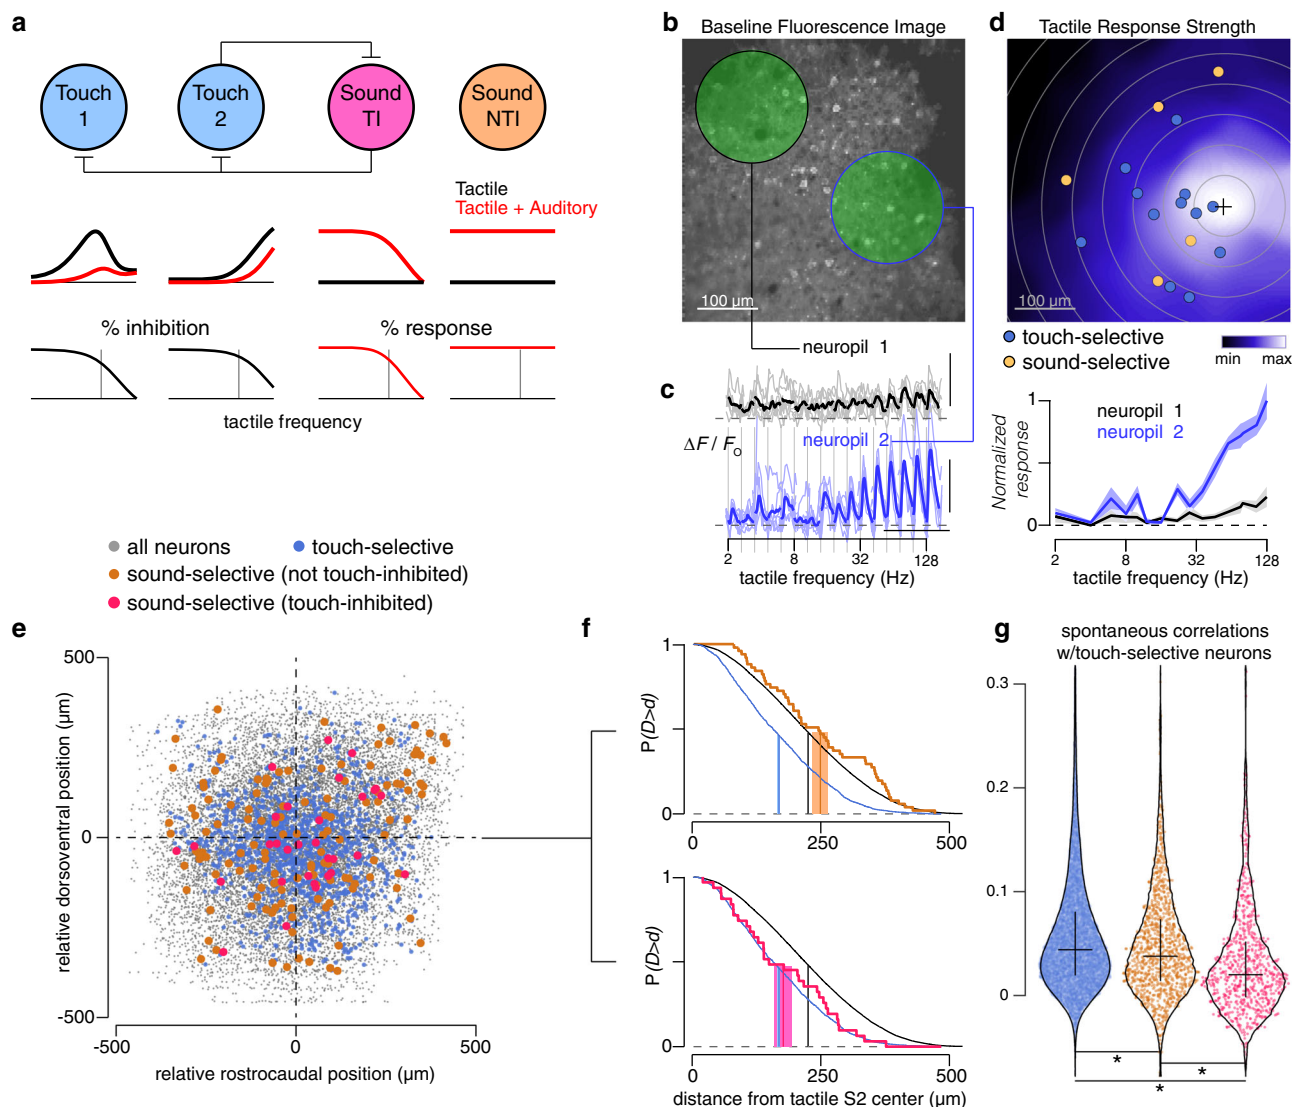 a
Touch
1
Touch
2
Sound
TI
Sound
NTI
Tactile
Tactile + Auditory
% inhibition
% response
tactile frequency
b
Baseline Fluorescence Image
100 µm
neuropil 1
c
neuropil 2
ΔF / F₀
2
8
32
128
tactile frequency (Hz)
d
Tactile Response Strength
100 µm
touch-selective
sound-selective
min
max
neuropil 1
neuropil 2
Normalized
response
1
0
2
8
32
128
tactile frequency (Hz)
all neurons
touch-selective
sound-selective (not touch-inhibited)
sound-selective (touch-inhibited)
e
relative dorsoventral position (µm)
500
0
-500
-500
0
500
relative rostrocaudal position (µm)
f
P(D>d)
1
0
0
250
500
P(D>d)
1
0
0
250
500
distance from tactile S2 center (µm)
g
spontaneous correlations
w/touch-selective neurons
0.3
0.2
0.1
0
*
*
*